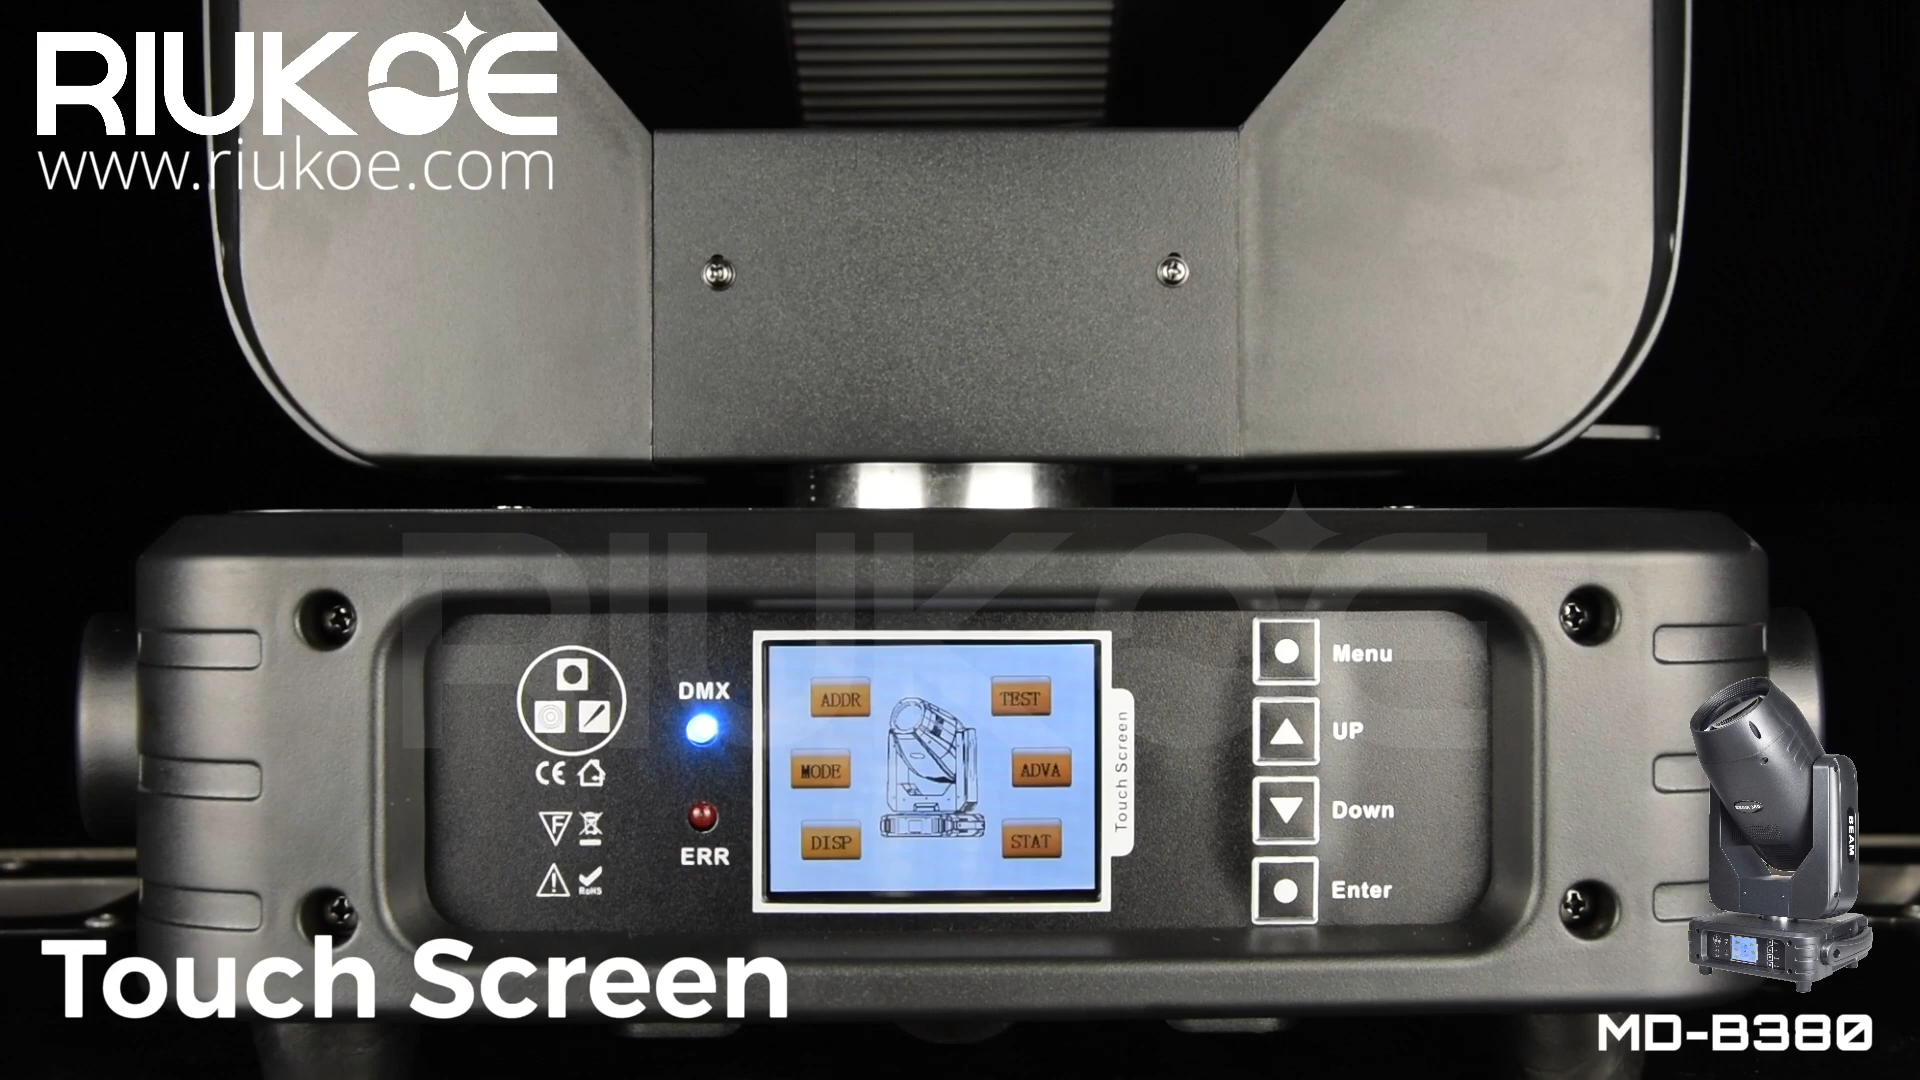 RIUKOE
www.riukoe.com
RIUKOE
DMX
ERR
CE
F
RoHS
ADDR
TEST
MODE
ADVA
DISP
STAT
Touch Screen
Menu
UP
Down
Enter
BEAM
Touch Screen
MD-B380